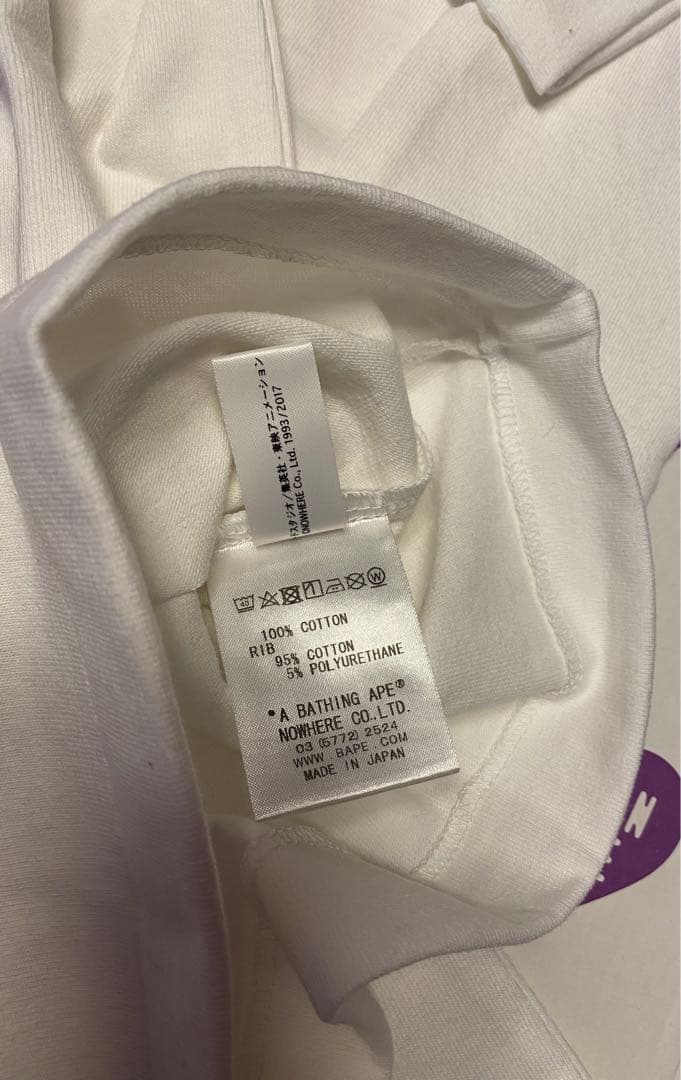 ドスタジオ/集英社・東映アニメーション
©NOWHERE Co., Ltd. 1993/2017
40
W
100% COTTON
RIB
95% COTTON
5% POLYURETHANE
*A BATHING APE®
NOWHERE CO.,LTD.
03 (5772) 2524
WWW. BAPE. COM
MADE IN JAPAN